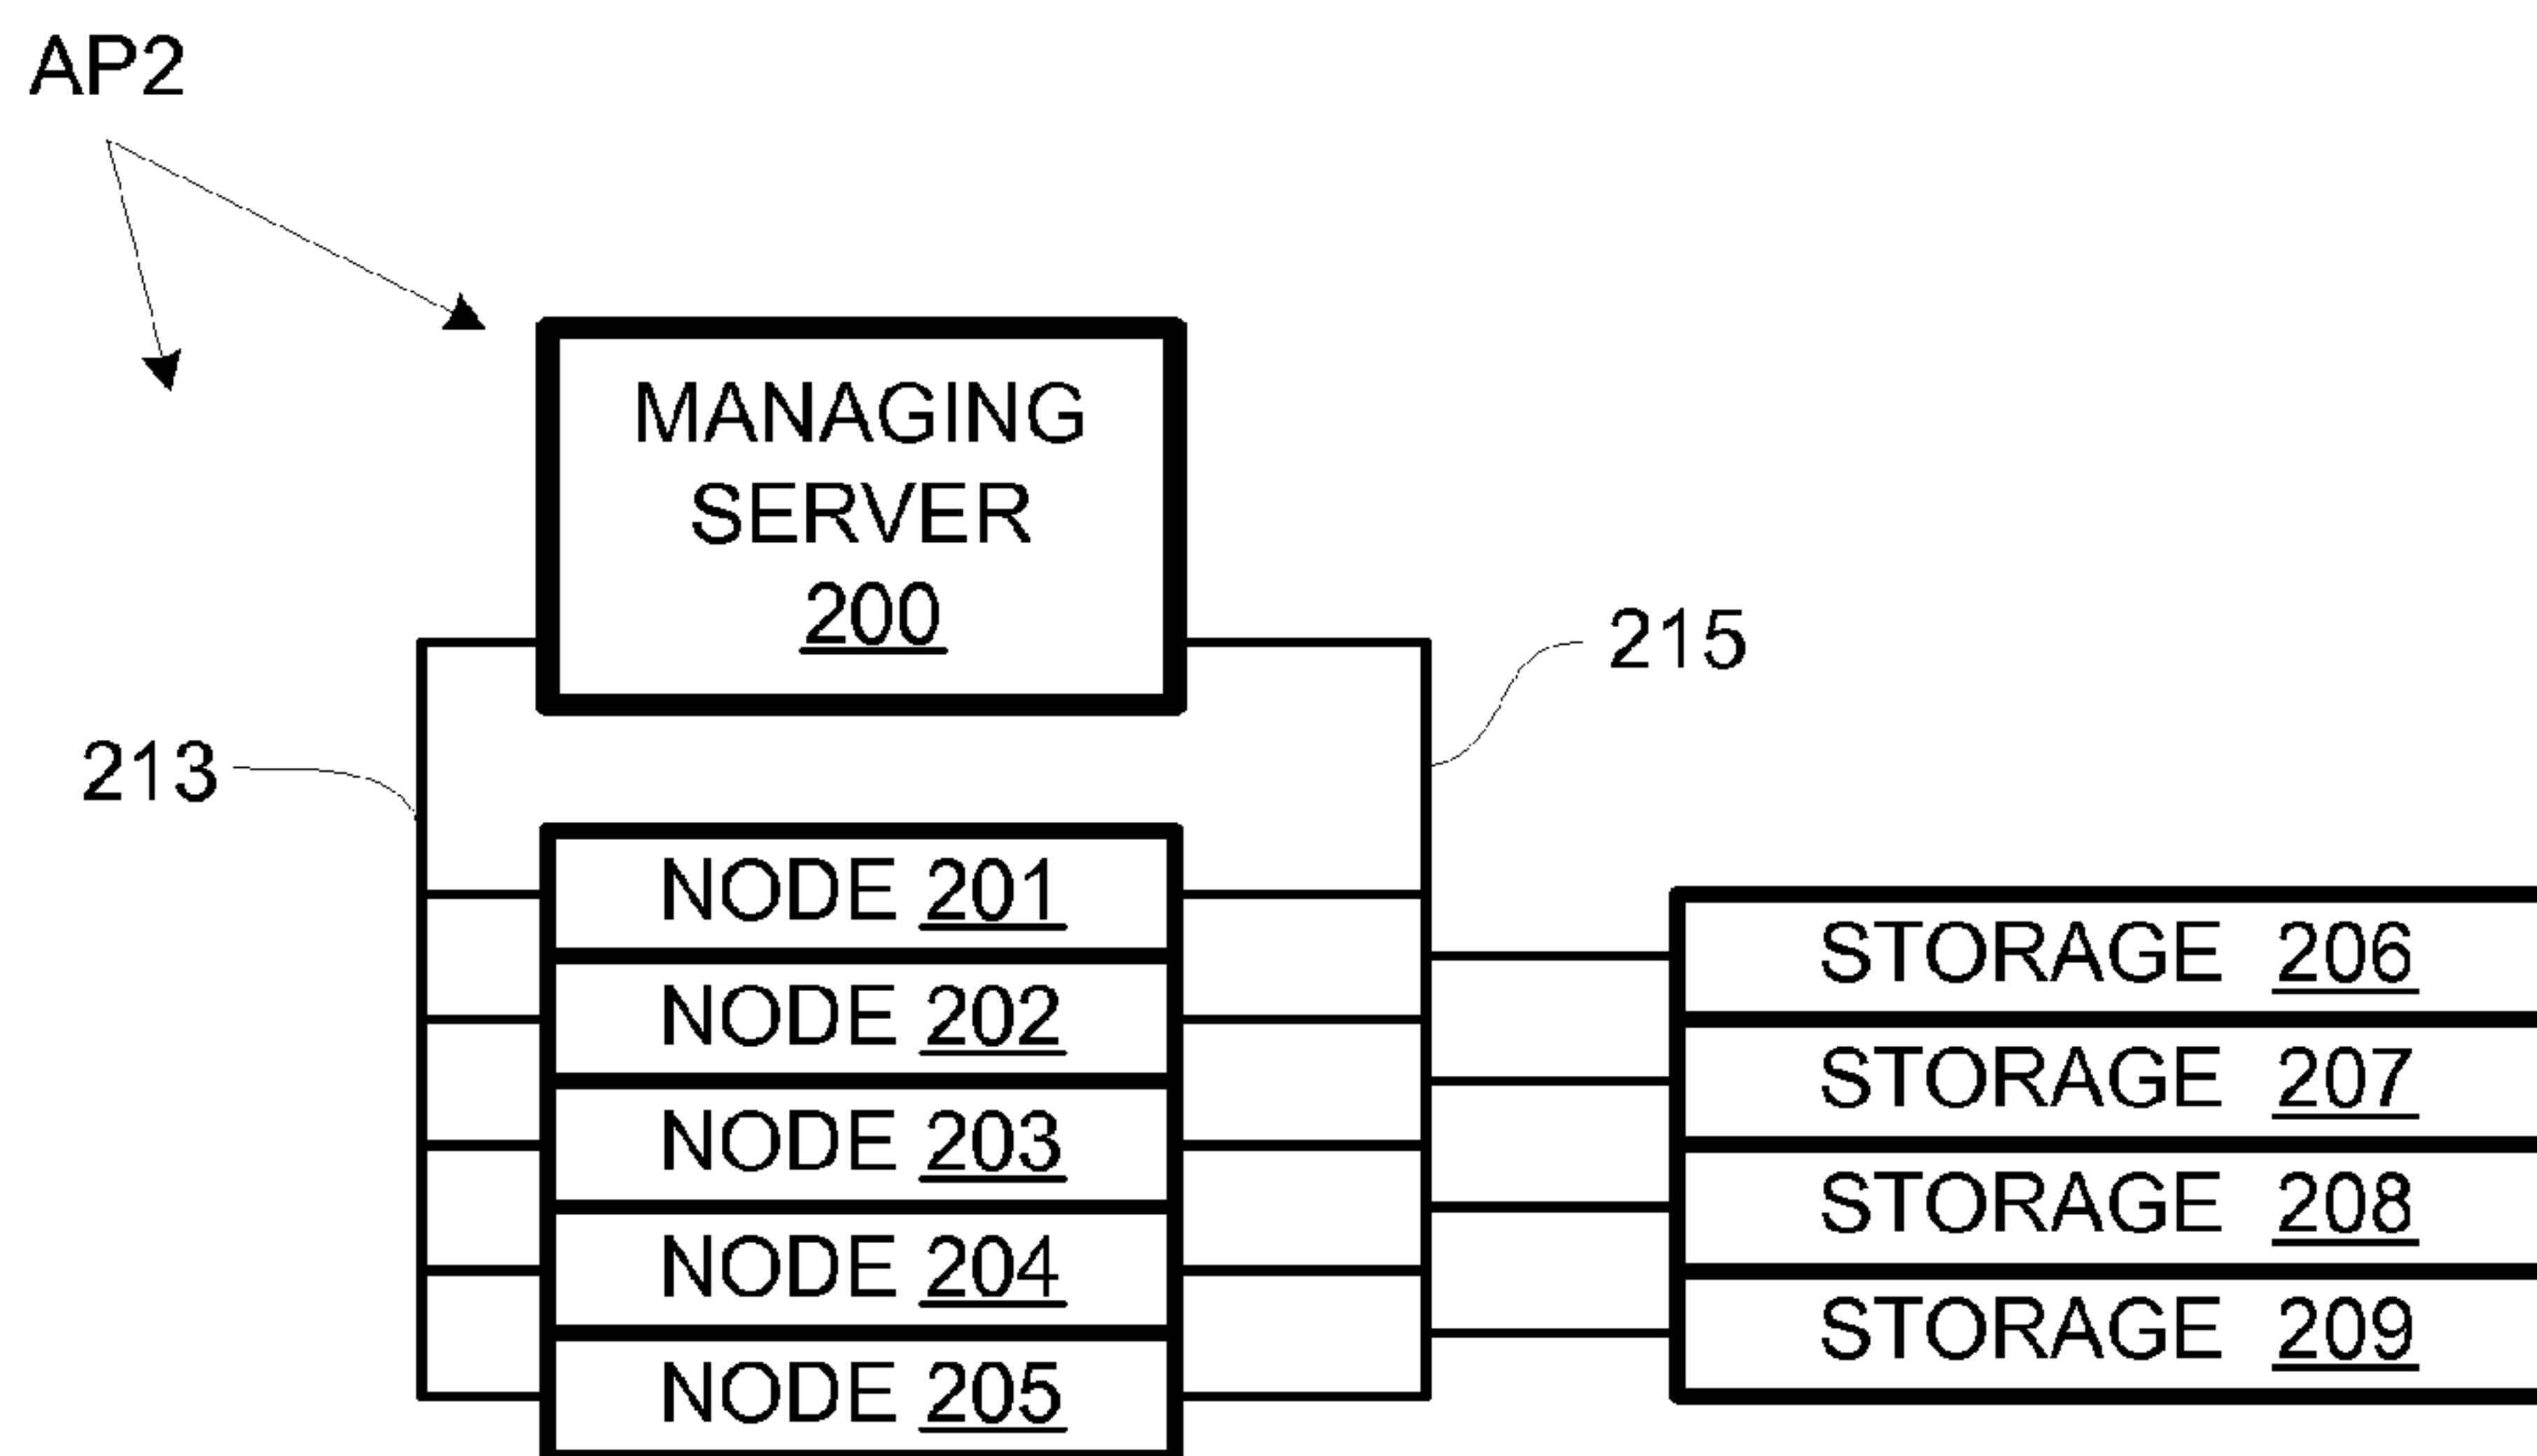 AP2
MANAGING
SERVER
200
215
213
NODE 201
NODE 202
NODE 203
NODE 204
NODE 205
STORAGE 206
STORAGE 207
STORAGE 208
STORAGE 209